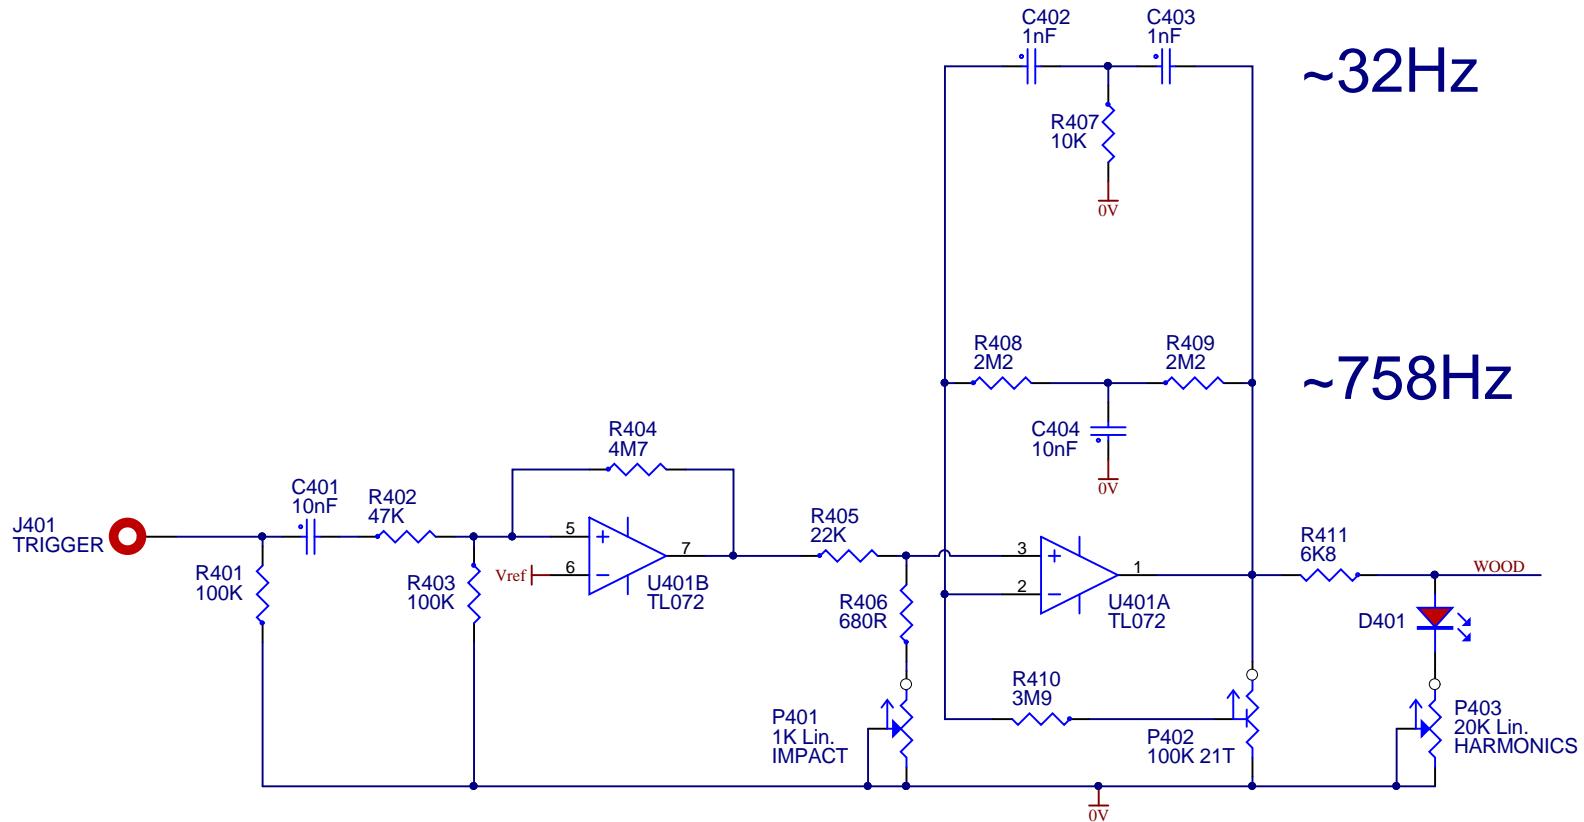 C402
1nF
C403
1nF
~32Hz
R407
10K
0V
R408
2M2
R409
2M2
~758Hz
C404
10nF
0V
R404
4M7
J401
TRIGGER
C401
10nF
R402
47K
R401
100K
R403
100K
Vref
5
6
7
U401B
TL072
R405
22K
R406
680R
P401
1K Lin.
IMPACT
3
2
1
U401A
TL072
R410
3M9
P402
100K 21T
R411
6K8
WOOD
D401
P403
20K Lin.
HARMONICS
0V